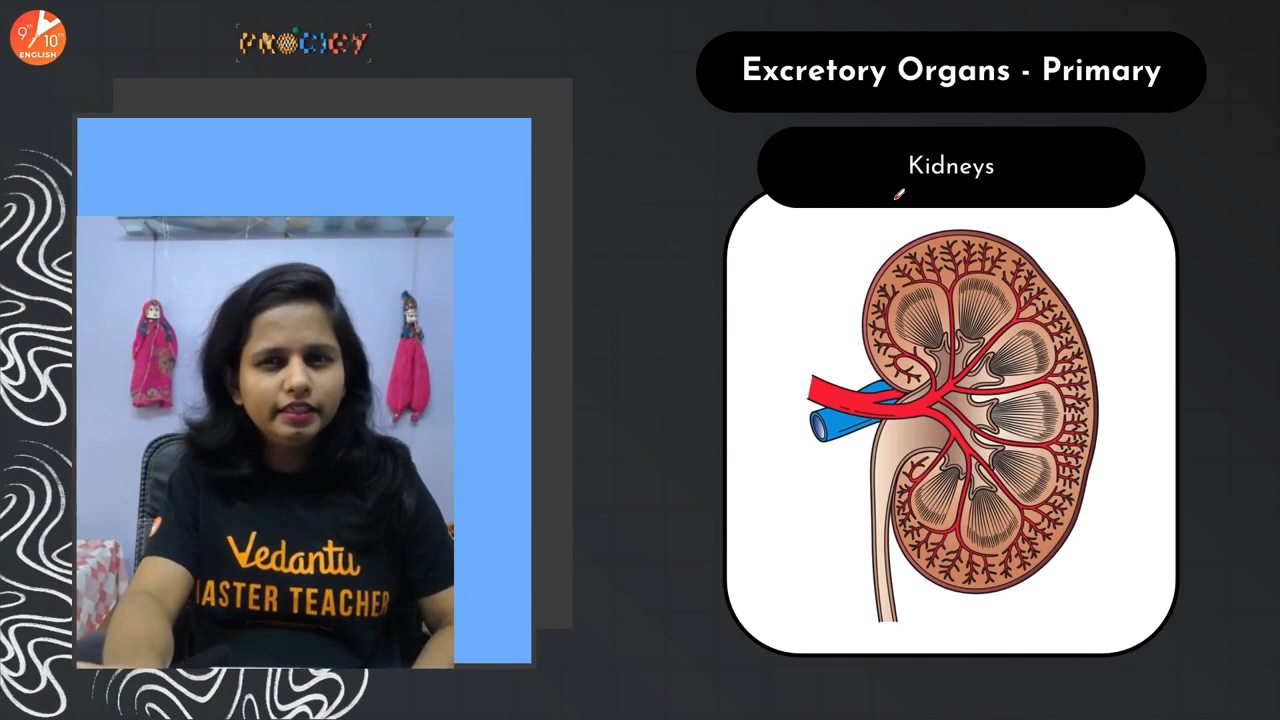 9th 10th
ENGLISH
PRODIGY
Excretory Organs - Primary
Kidneys
Vedantu
MASTER TEACHER